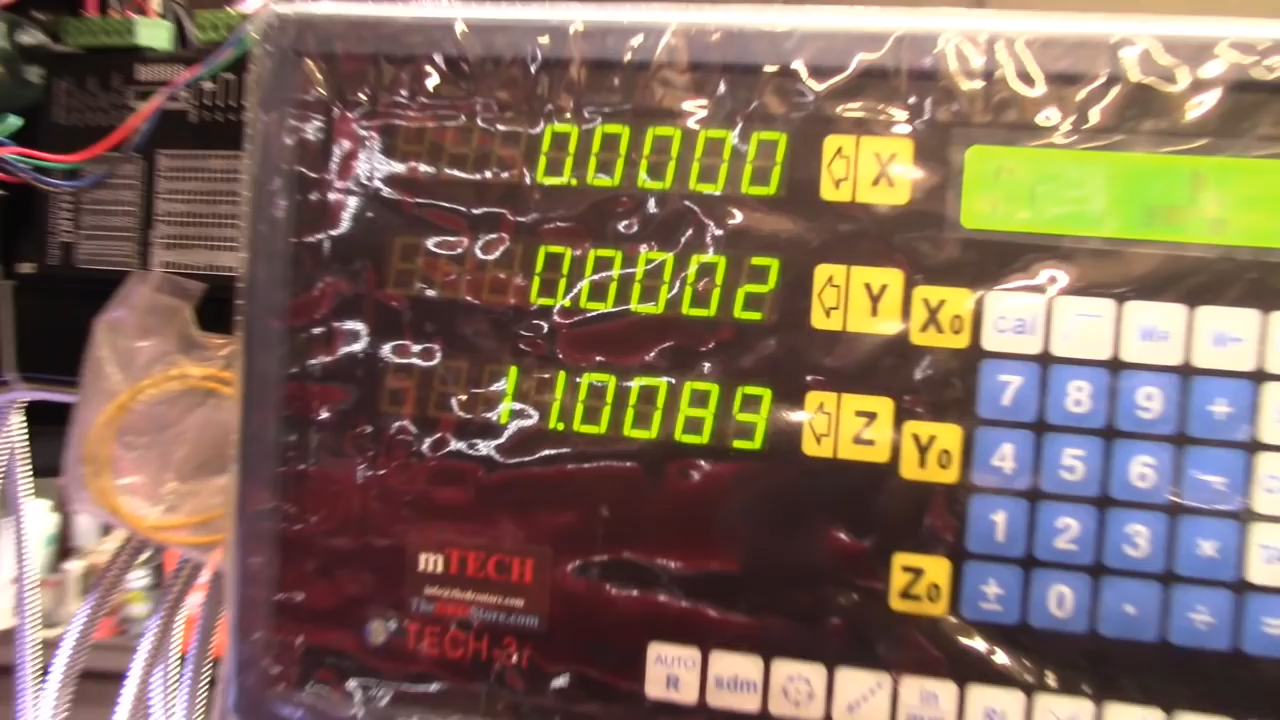 0.0000 X
0.0002 Y X0
cal
7 8 9 +
11.0089 Z Y0
4 5 6 -
1 2 3 ×
Z0 ± 0 . ÷ =
mTECH
TECH-3
AUTO R sdm